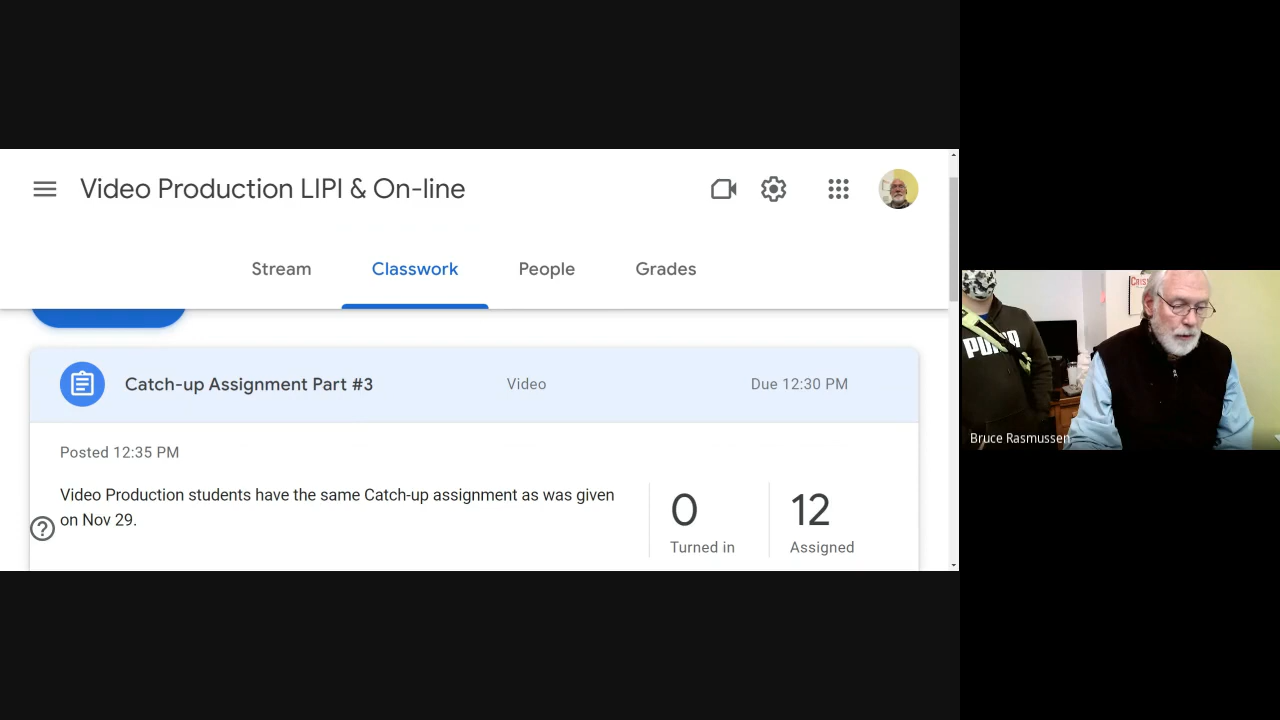 Video Production LIPI & On-line
Stream
Classwork
People
Grades
Catch-up Assignment Part #3
Video
Due 12:30 PM
Posted 12:35 PM
Video Production students have the same Catch-up assignment as was given
on Nov 29.
0
Turned in
12
Assigned
PUMA
Bruce Rasmussen